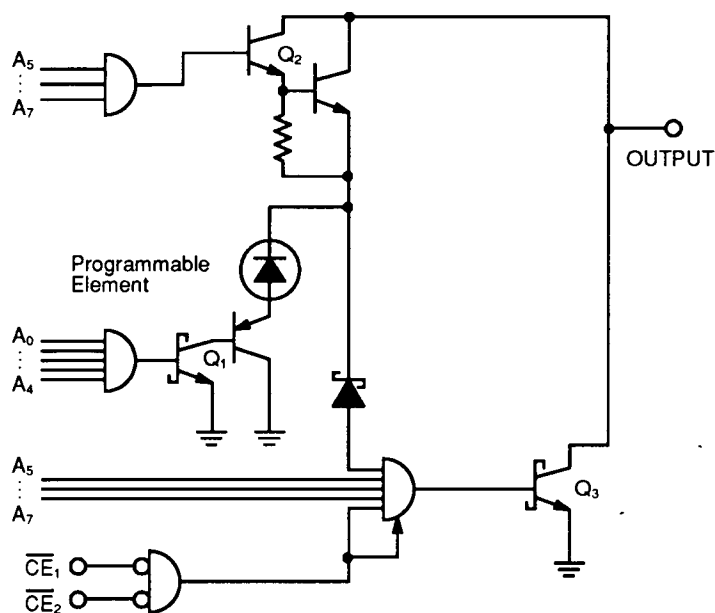 A5
Q2
A7
OUTPUT
Programmable
Element
A0
Q1
A4
A5
A7
Q3
CE1
CE2